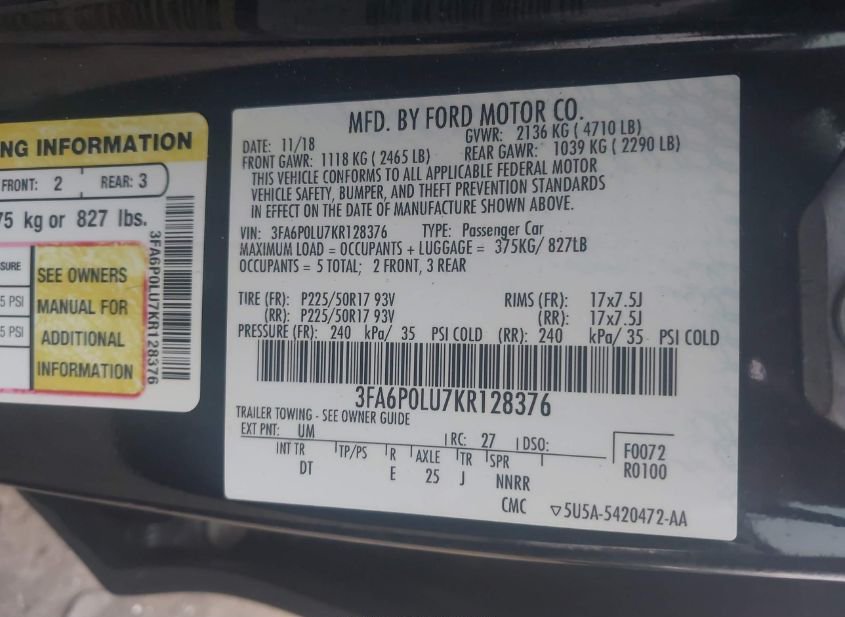 NG INFORMATION
FRONT: 2 REAR: 3
75 kg or 827 lbs.
SURE
5 PSI
5 PSI
SEE OWNERS
MANUAL FOR
ADDITIONAL
INFORMATION
3FA6P0LU7KR128376
MFD. BY FORD MOTOR CO.
DATE: 11/18 GVWR: 2136 KG ( 4710 LB)
FRONT GAWR: 1118 KG ( 2465 LB) REAR GAWR: 1039 KG ( 2290 LB)
THIS VEHICLE CONFORMS TO ALL APPLICABLE FEDERAL MOTOR
VEHICLE SAFETY, BUMPER, AND THEFT PREVENTION STANDARDS
IN EFFECT ON THE DATE OF MANUFACTURE SHOWN ABOVE.
VIN: 3FA6P0LU7KR128376 TYPE: Passenger Car
MAXIMUM LOAD = OCCUPANTS + LUGGAGE = 375KG/ 827LB
OCCUPANTS = 5 TOTAL; 2 FRONT, 3 REAR
TIRE (FR): P225/50R17 93V RIMS (FR): 17x7.5J
(RR): P225/50R17 93V (RR): 17x7.5J
PRESSURE (FR): 240 kPa/ 35 PSI COLD (RR): 240 kPa/ 35 PSI COLD
3FA6P0LU7KR128376
TRAILER TOWING - SEE OWNER GUIDE
EXT PNT: UM RC: 27 DSO: F0072
INT TR TP/PS R AXLE TR SPR R0100
DT E 25 J NNRR
CMC ▽5U5A-5420472-AA